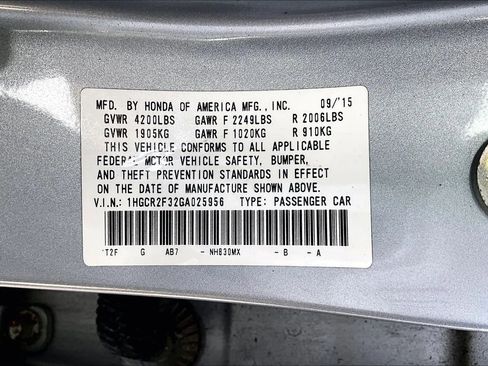 MFD. BY HONDA OF AMERICA MFG., INC. 09/'15
GVWR 4200LBS GAWR F 2249LBS R 2006LBS
GVWR 1905KG GAWR F 1020KG R 910KG
THIS VEHICLE CONFORMS TO ALL APPLICABLE
FEDERAL MOTOR VEHICLE SAFETY, BUMPER,
AND THEFT PREVENTION STANDARDS IN EFFECT
ON THE DATE OF MANUFACTURE SHOWN ABOVE.
V.I.N.: 1HGCR2F32GA025956 TYPE: PASSENGER CAR
T2F G AB7 - NH830MX - B - A